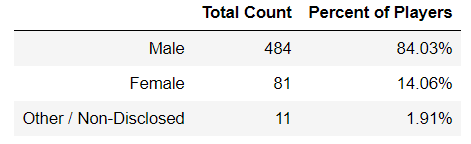 Total Count Percent of Players
Male 484 84.03%
Female 81 14.06%
Other / Non-Disclosed 11 1.91%